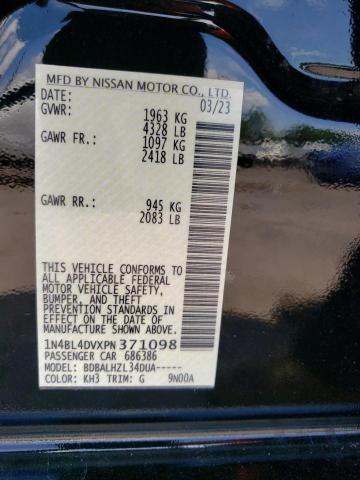 MFD BY NISSAN MOTOR CO., LTD.
DATE: 03/23
GVWR: 1963 KG
4328 LB
GAWR FR.: 1097 KG
2418 LB
GAWR RR.: 945 KG
2083 LB
THIS VEHICLE CONFORMS TO
ALL APPLICABLE FEDERAL
MOTOR VEHICLE SAFETY,
BUMPER, AND THEFT
PREVENTION STANDARDS
IN EFFECT ON THE DATE OF
MANUFACTURE SHOWN ABOVE.
1N4BL4DVXPN371098
PASSENGER CAR 686386
MODEL: BDBALHZL34DUA-----
COLOR: KH3 TRIM: G 9N00A